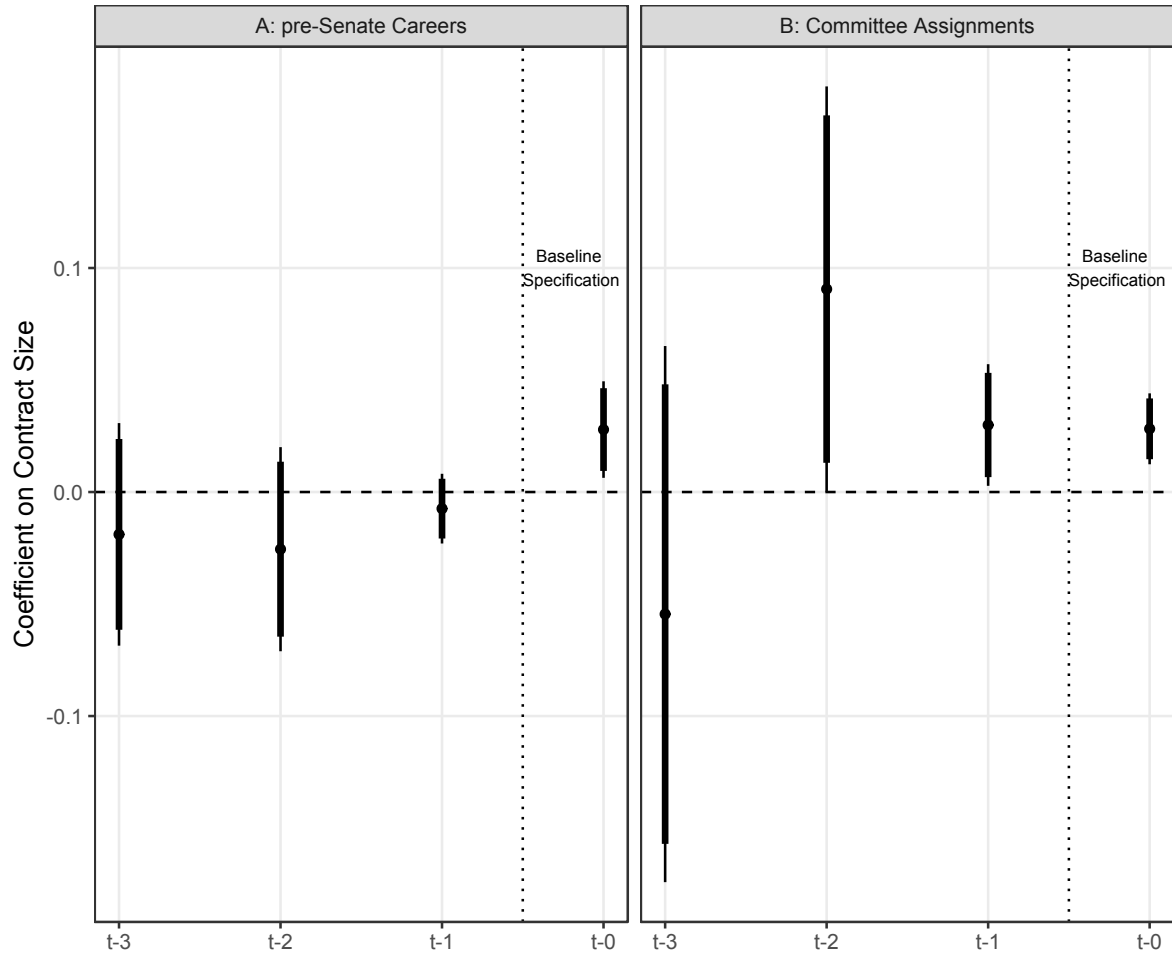 A: pre-Senate Careers
B: Committee Assignments
Coefficient on Contract Size
0.1
0.0
-0.1
Baseline
Specification
Baseline
Specification
t-3
t-2
t-1
t-0
t-3
t-2
t-1
t-0